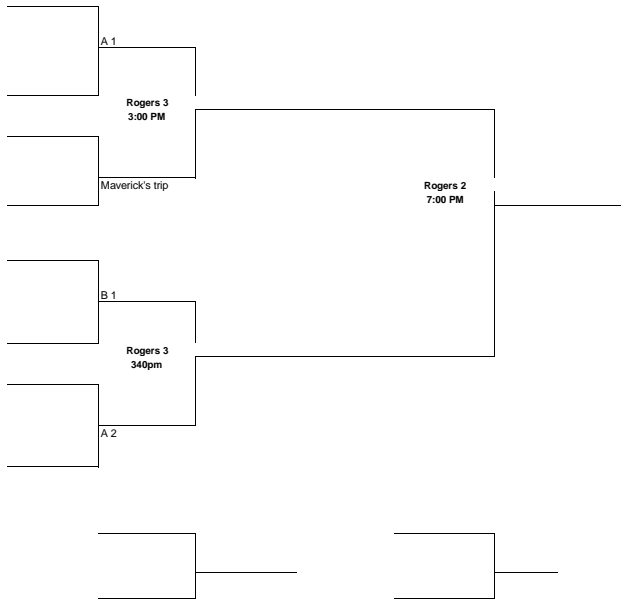 A 1
Rogers 3
3:00 PM
Maverick's trip
Rogers 2
7:00 PM
B 1
Rogers 3
340pm
A 2